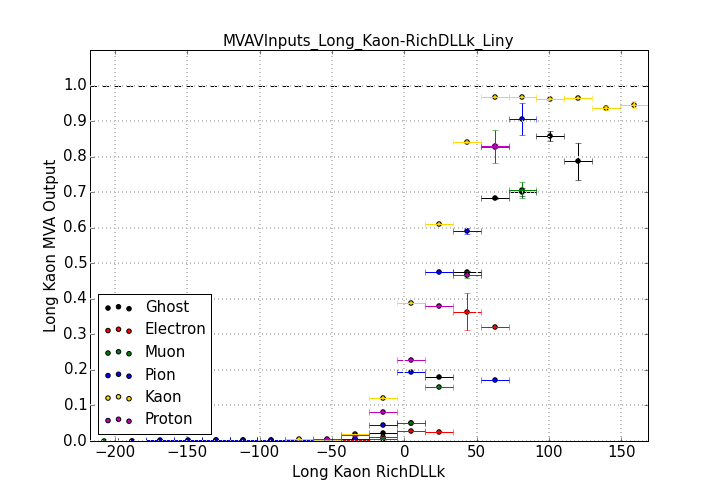 MVAVInputs_Long_Kaon-RichDLLk_Liny
1.0
0.9
0.8
0.7
0.6
0.5
0.4
0.3
0.2
0.1
0.0
Long Kaon MVA Output
Ghost
Electron
Muon
Pion
Kaon
Proton
−200 −150 −100 −50 0 50 100 150
Long Kaon RichDLLk